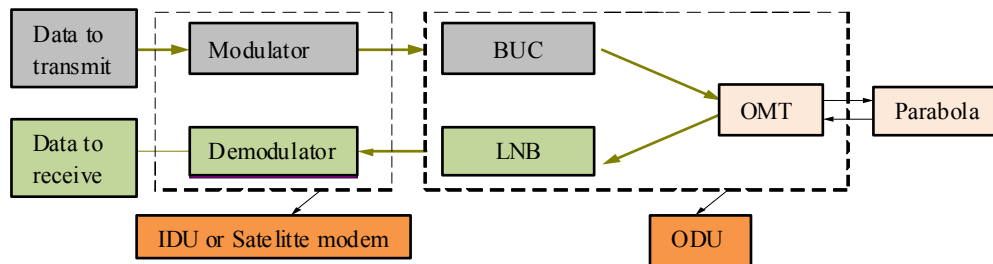 Data to
transmit
Modulator
BUC
OMT
Parabola
Data to
receive
Demodulator
LNB
IDU or Satelitte modem
ODU